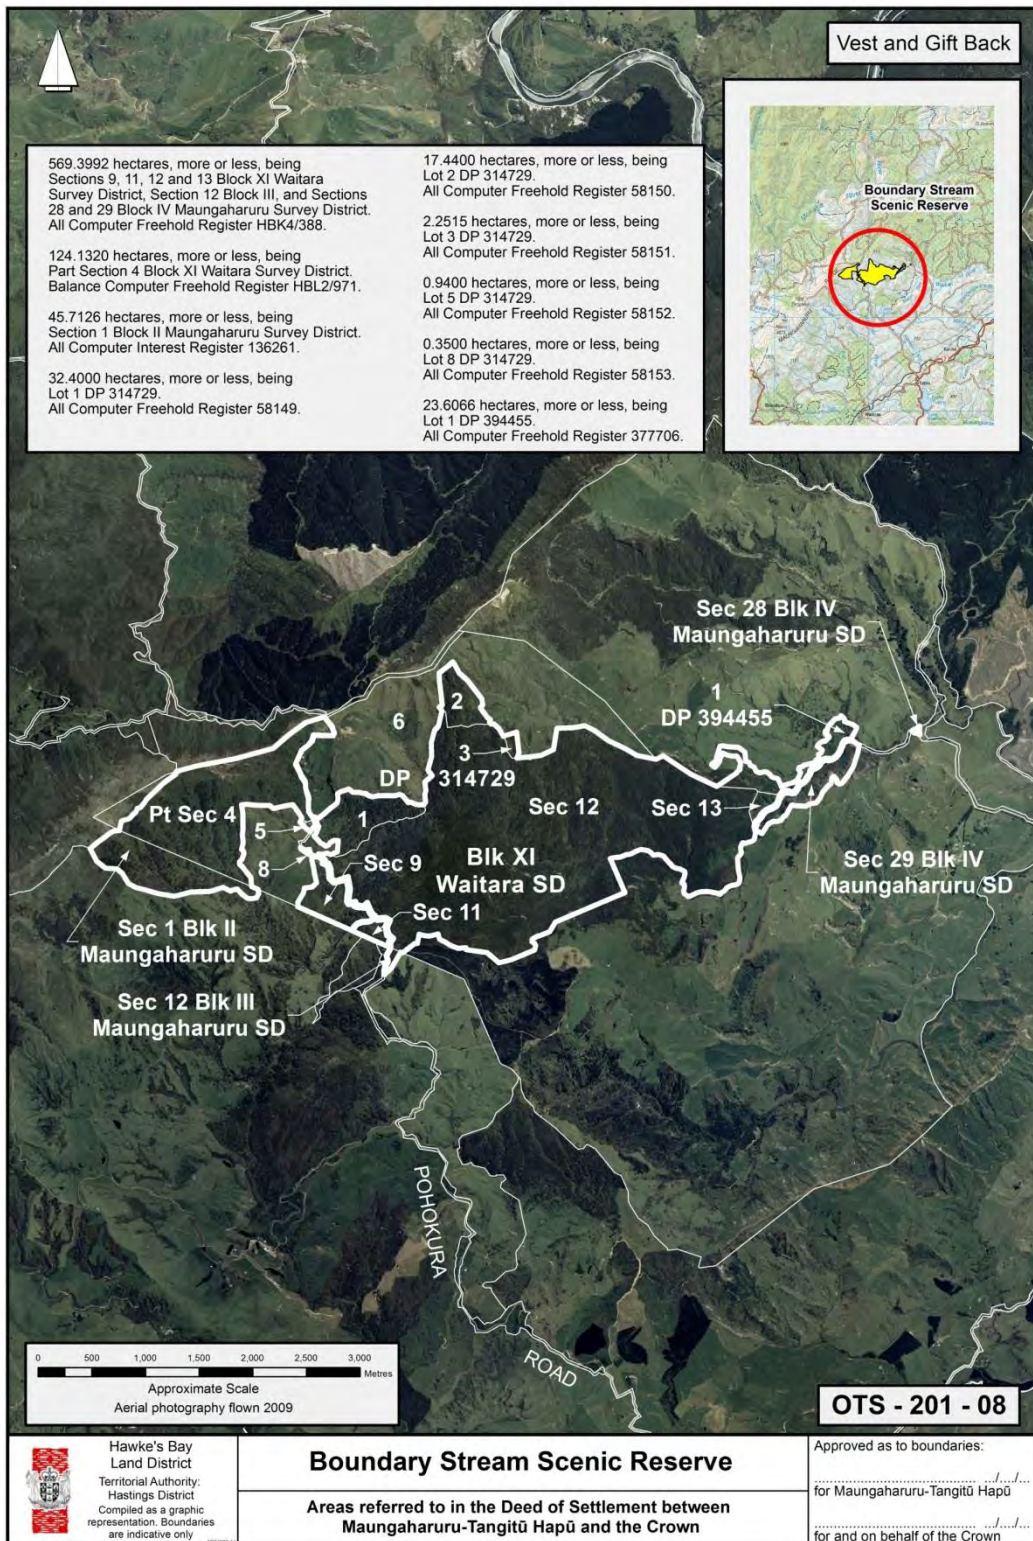 Vest and Gift Back
569.3992 hectares, more or less, being
Sections 9, 11, 12 and 13 Block XI Waitara
Survey District, Section 12 Block III, and Sections
28 and 29 Block IV Maungaharuru Survey District.
All Computer Freehold Register HBK4/388.
124.1320 hectares, more or less, being
Part Section 4 Block XI Waitara Survey District.
Balance Computer Freehold Register HBL2/971.
45.7126 hectares, more or less, being
Section 1 Block II Maungaharuru Survey District.
All Computer Interest Register 136261.
32.4000 hectares, more or less, being
Lot 1 DP 314729.
All Computer Freehold Register 58149.
17.4400 hectares, more or less, being
Lot 2 DP 314729.
All Computer Freehold Register 58150.
2.2515 hectares, more or less, being
Lot 3 DP 314729.
All Computer Freehold Register 58151.
0.9400 hectares, more or less, being
Lot 5 DP 314729.
All Computer Freehold Register 58152.
0.3500 hectares, more or less, being
Lot 8 DP 314729.
All Computer Freehold Register 58153.
23.6066 hectares, more or less, being
Lot 1 DP 394455.
All Computer Freehold Register 377706.
Boundary Stream
Scenic Reserve
Sec 28 Blk IV
Maungaharuru SD
1
DP 394455
2
6
3
DP 314729
Pt Sec 4
Sec 12
Sec 13
5
1
8
Sec 9
Blk XI
Waitara SD
Sec 29 Blk IV
Maungaharuru SD
Sec 11
Sec 1 Blk II
Maungaharuru SD
Sec 12 Blk III
Maungaharuru SD
POHOKURA
ROAD
0 500 1,000 1,500 2,000 2,500 3,000
Metres
Approximate Scale
Aerial photography flown 2009
OTS - 201 - 08
Hawke's Bay
Land District
Territorial Authority:
Hastings District
Compiled as a graphic
representation. Boundaries
are indicative only
Boundary Stream Scenic Reserve
Areas referred to in the Deed of Settlement between
Maungaharuru-Tangitū Hapū and the Crown
Approved as to boundaries:
.................................... ..../..../....
for Maungaharuru-Tangitū Hapū
.................................... ..../..../....
for and on behalf of the Crown